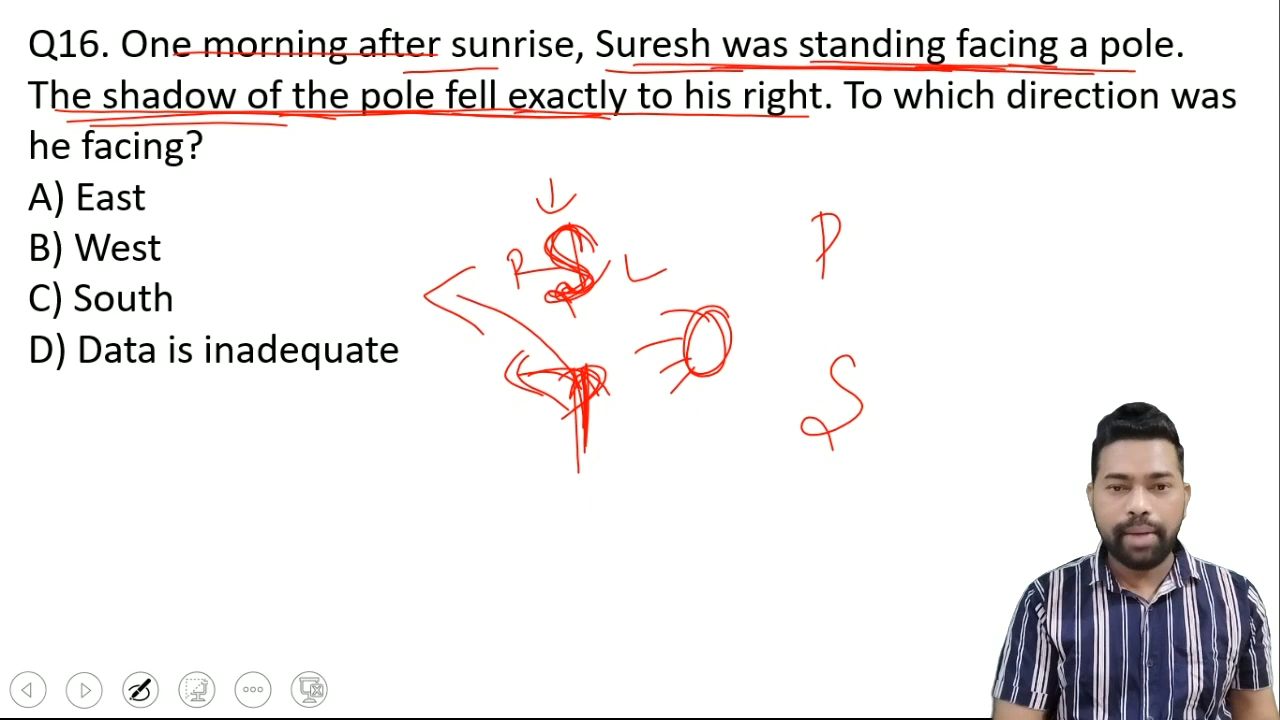 Q16. One morning after sunrise, Suresh was standing facing a pole.
The shadow of the pole fell exactly to his right. To which direction was
he facing?
A) East
B) West
C) South
D) Data is inadequate
R S L
P
S